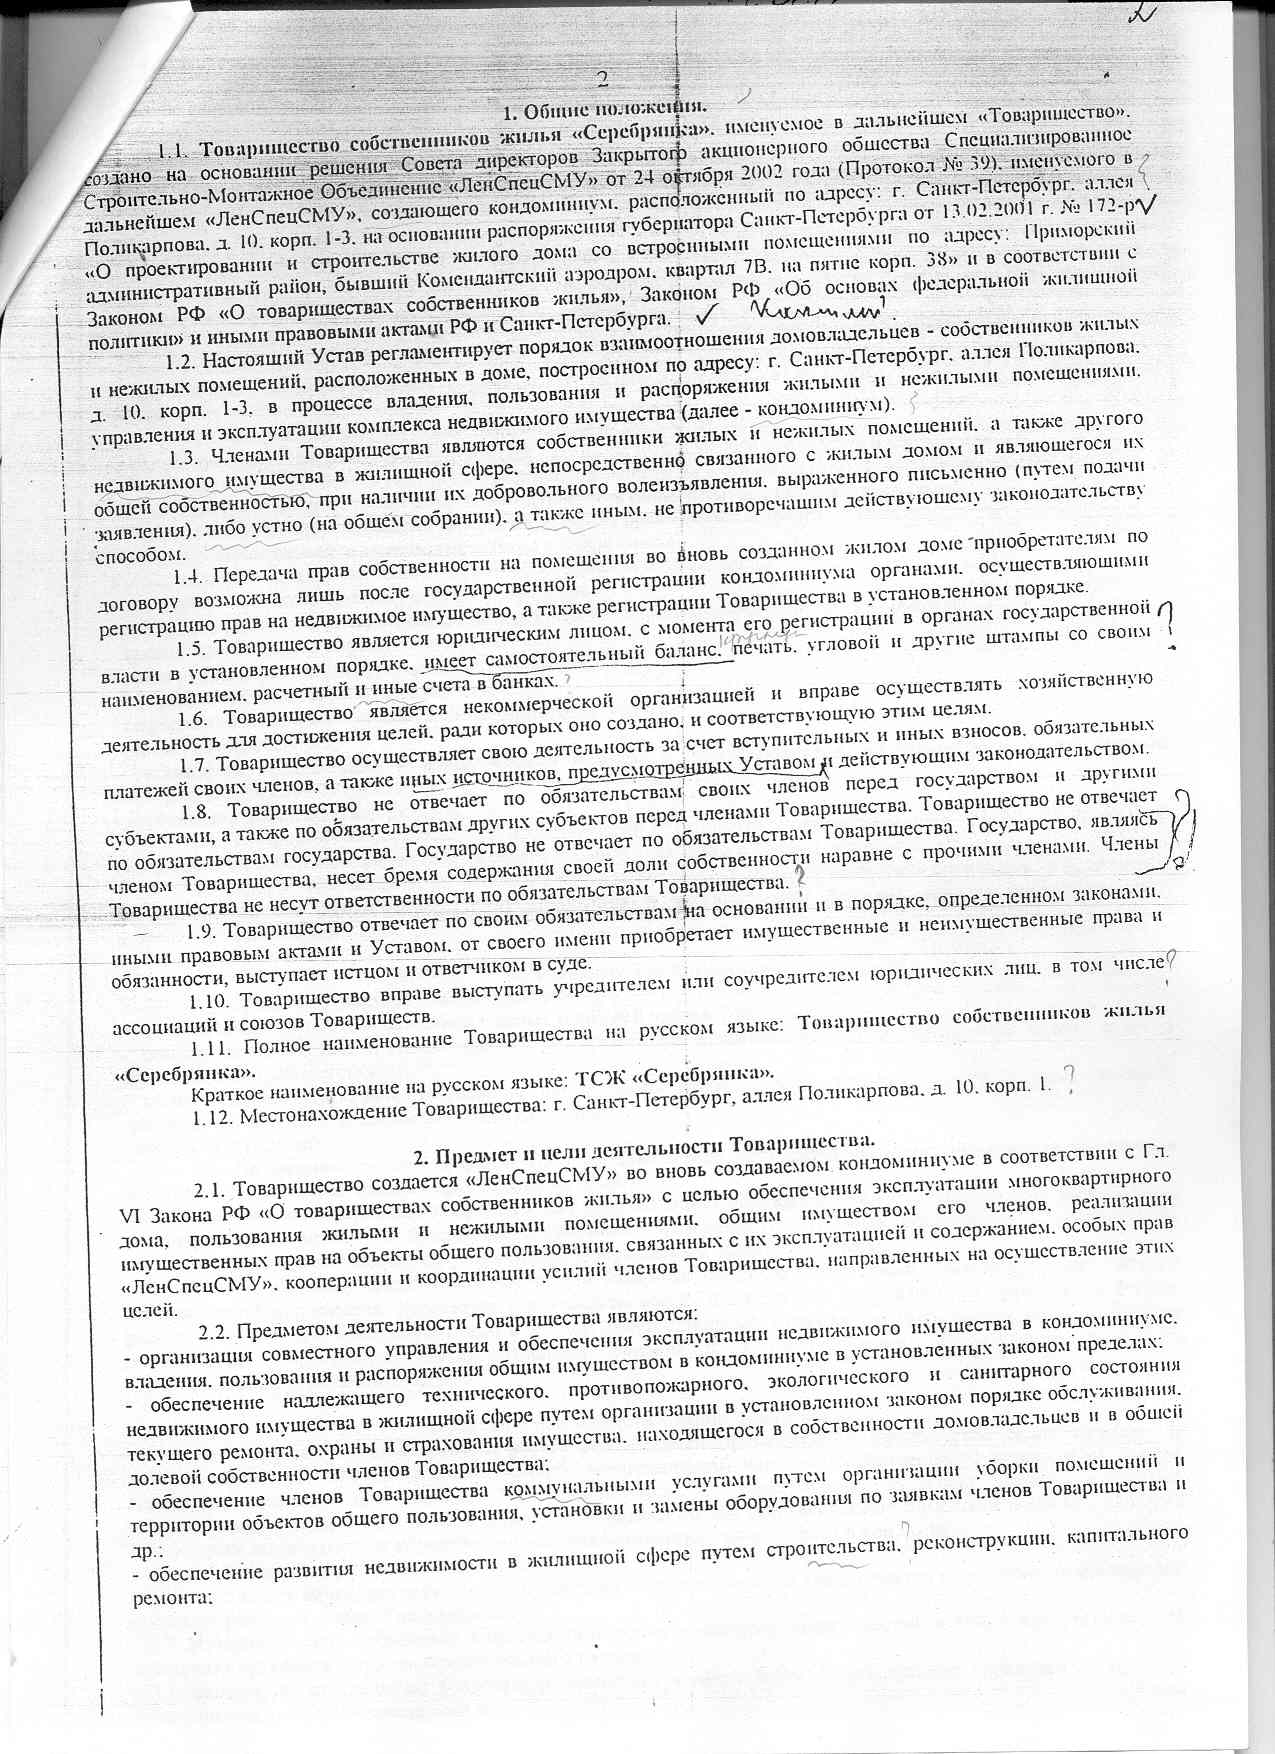 2
1. Общие положения.
1.1. Товарищество собственников жилья «Серебрянка», именуемое в дальнейшем «Товарищество»,
создано на основании решения Совета директоров Закрытого акционерного общества Специализированное
Строительно-Монтажное Объединение «ЛенСпецСМУ» от 24 октября 2002 года (Протокол № 39), именуемого в
дальнейшем «ЛенСпецСМУ», создающего кондоминиум, расположенный по адресу: г. Санкт-Петербург, аллея
Поликарпова, д. 10, корп. 1-3, на основании распоряжения губернатора Санкт-Петербурга от 13.02.2001 г. № 172-р
«О проектировании и строительстве жилого дома со встроенными помещениями по адресу: Приморский
административный район, бывший Комендантский аэродром, квартал 7В, на пятне корп. 38» и в соответствии с
Законом РФ «О товариществах собственников жилья», Законом РФ «Об основах федеральной жилищной
политики» и иными правовыми актами РФ и Санкт-Петербурга.
1.2. Настоящий Устав регламентирует порядок взаимоотношения домовладельцев - собственников жилых
и нежилых помещений, расположенных в доме, построенном по адресу: г. Санкт-Петербург, аллея Поликарпова,
д. 10, корп. 1-3, в процессе владения, пользования и распоряжения жилыми и нежилыми помещениями,
управления и эксплуатации комплекса недвижимого имущества (далее - кондоминиум).
1.3. Членами Товарищества являются собственники жилых и нежилых помещений, а также другого
недвижимого имущества в жилищной сфере, непосредственно связанного с жилым домом и являющегося их
общей собственностью, при наличии их добровольного волеизъявления, выраженного письменно (путем подачи
заявления), либо устно (на общем собрании), а также иным, не противоречащим действующему законодательству
способом.
1.4. Передача прав собственности на помещения во вновь созданном жилом доме приобретателям по
договору возможна лишь после государственной регистрации кондоминиума органами, осуществляющими
регистрацию прав на недвижимое имущество, а также регистрации Товарищества в установленном порядке.
1.5. Товарищество является юридическим лицом, с момента его регистрации в органах государственной
власти в установленном порядке, имеет самостоятельный баланс, печать, угловой и другие штампы со своим
наименованием, расчетный и иные счета в банках.
1.6. Товарищество является некоммерческой организацией и вправе осуществлять хозяйственную
деятельность для достижения целей, ради которых оно создано, и соответствующую этим целям.
1.7. Товарищество осуществляет свою деятельность за счет вступительных и иных взносов, обязательных
платежей своих членов, а также иных источников, предусмотренных Уставом и действующим законодательством.
1.8. Товарищество не отвечает по обязательствам своих членов перед государством и другими
субъектами, а также по обязательствам других субъектов перед членами Товарищества. Товарищество не отвечает
по обязательствам государства. Государство не отвечает по обязательствам Товарищества. Государство, являясь
членом Товарищества, несет бремя содержания своей доли собственности наравне с прочими членами. Члены
Товарищества не несут ответственности по обязательствам Товарищества.
1.9. Товарищество отвечает по своим обязательствам на основании и в порядке, определенном законами,
иными правовым актами и Уставом, от своего имени приобретает имущественные и неимущественные права и
обязанности, выступает истцом и ответчиком в суде.
1.10. Товарищество вправе выступать учредителем или соучредителем юридических лиц, в том числе
ассоциаций и союзов Товариществ.
1.11. Полное наименование Товарищества на русском языке: Товарищество собственников жилья
«Серебрянка».
Краткое наименование на русском языке: ТСЖ «Серебрянка».
1.12. Местонахождение Товарищества: г. Санкт-Петербург, аллея Поликарпова, д. 10, корп. 1. ?
2. Предмет и цели деятельности Товарищества.
2.1. Товарищество создается «ЛенСпецСМУ» во вновь создаваемом кондоминиуме в соответствии с Гл.
VI Закона РФ «О товариществах собственников жилья» с целью обеспечения эксплуатации многоквартирного
дома, пользования жилыми и нежилыми помещениями, общим имуществом его членов, реализации
имущественных прав на объекты общего пользования, связанных с их эксплуатацией и содержанием, особых прав
«ЛенСпецСМУ», кооперации и координации усилий членов Товарищества, направленных на осуществление этих
целей.
2.2. Предметом деятельности Товарищества являются:
- организация совместного управления и обеспечения эксплуатации недвижимого имущества в кондоминиуме,
владения, пользования и распоряжения общим имуществом в кондоминиуме в установленных законом пределах;
- обеспечение надлежащего технического, противопожарного, экологического и санитарного состояния
недвижимого имущества в жилищной сфере путем организации в установленном законом порядке обслуживания,
текущего ремонта, охраны и страхования имущества, находящегося в собственности домовладельцев и в общей
долевой собственности членов Товарищества;
- обеспечение членов Товарищества коммунальными услугами путем организации уборки помещений и
территории объектов общего пользования, установки и замены оборудования по заявкам членов Товарищества и
др.;
- обеспечение развития недвижимости в жилищной сфере путем строительства, реконструкции, капитального
ремонта;